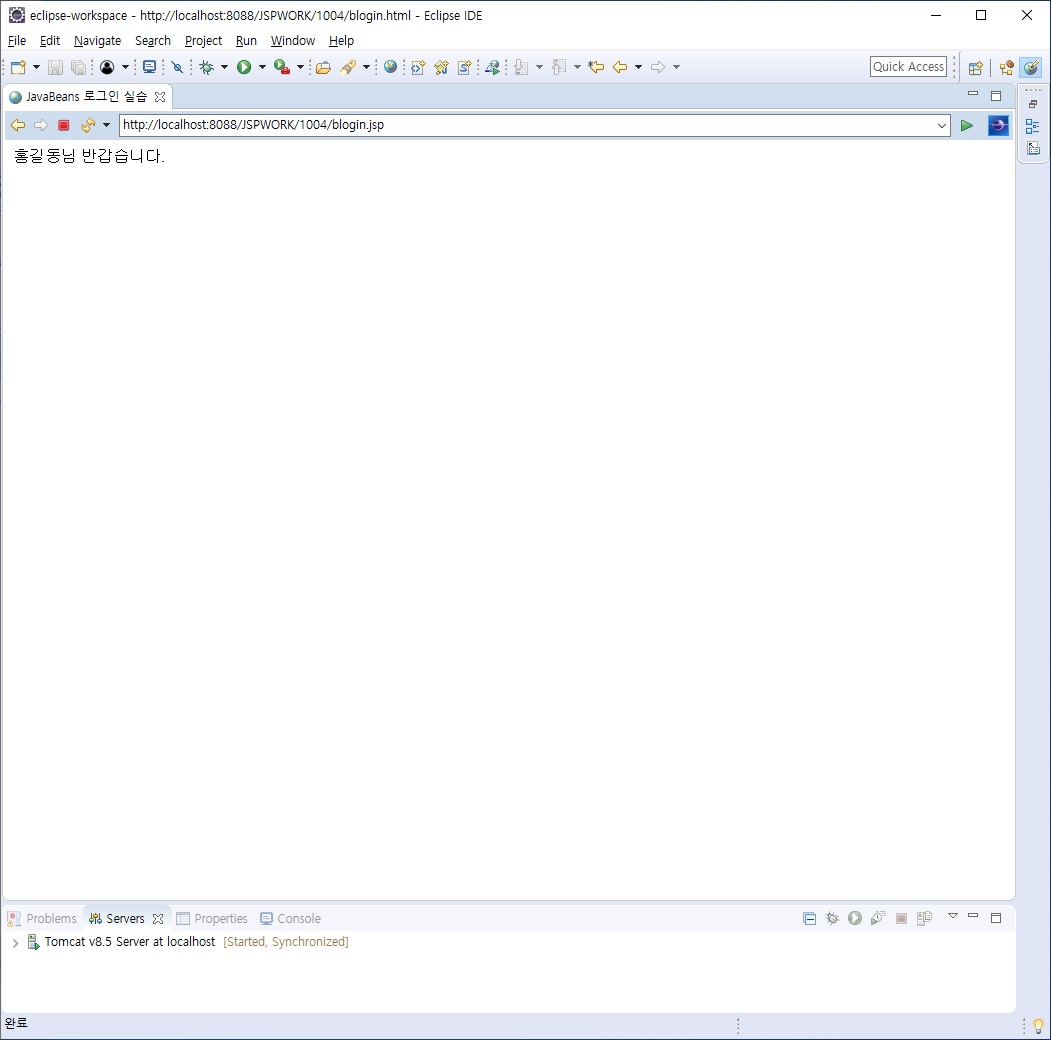 eclipse-workspace - http://localhost:8088/JSPWORK/1004/blogin.html - Eclipse IDE
File Edit Navigate Search Project Run Window Help
Quick Access
JavaBeans 로그인 실습
http://localhost:8088/JSPWORK/1004/blogin.jsp
홍길동님 반갑습니다.
Problems Servers Properties Console
Tomcat v8.5 Server at localhost [Started, Synchronized]
완료